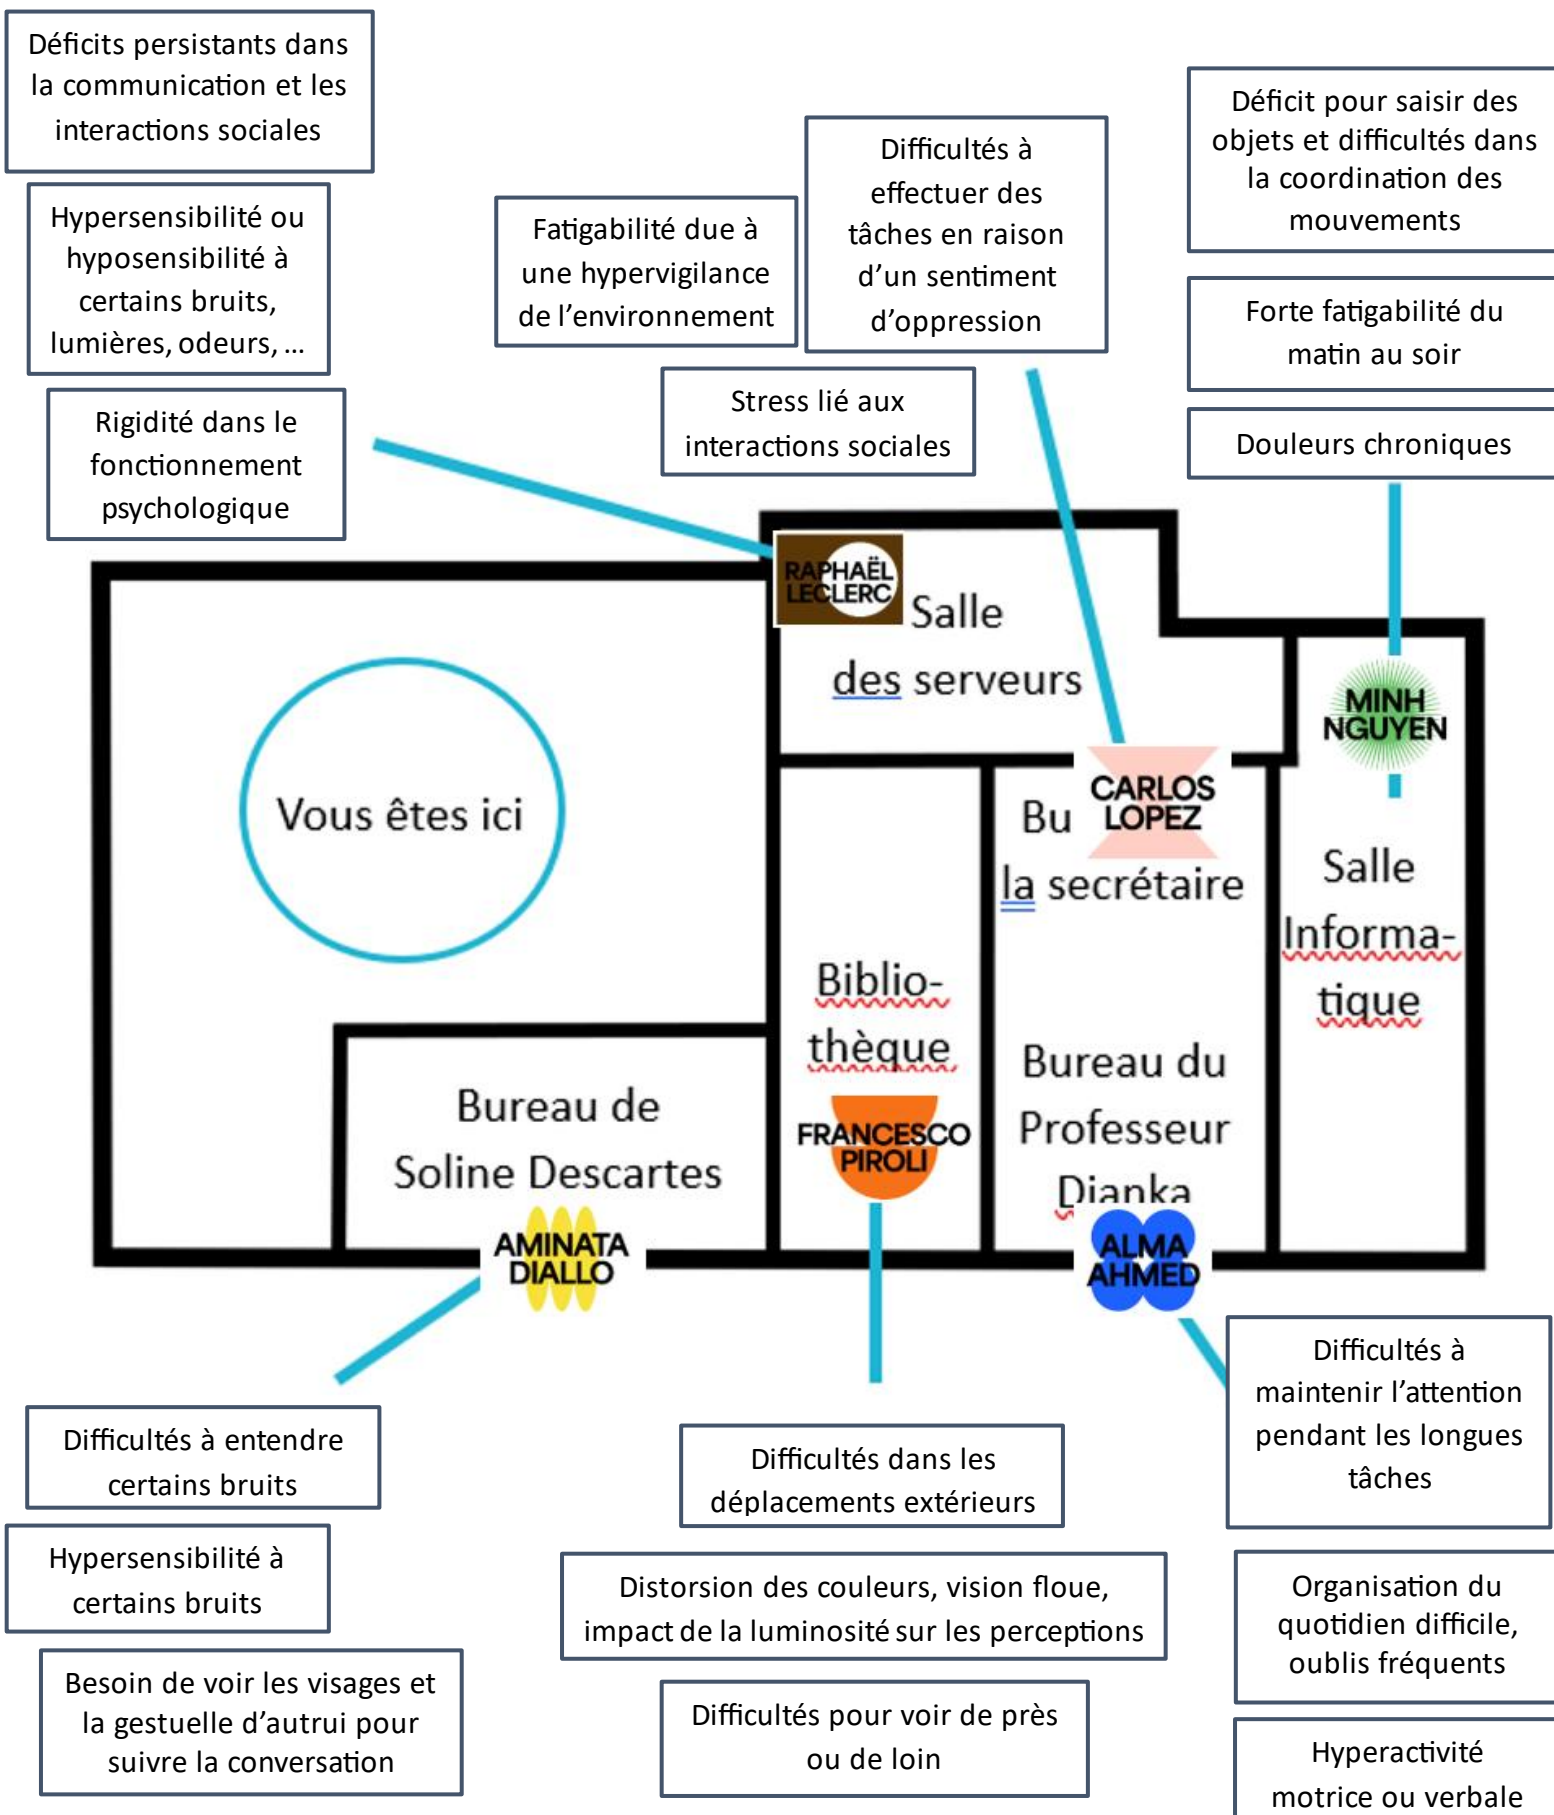 Déficits persistants dans
la communication et les
interactions sociales
Hypersensibilité ou
hyposensibilité à
certains bruits,
lumières, odeurs, ...
Rigidité dans le
fonctionnement
psychologique
Fatigabilité due à
une hypervigilance
de l’environnement
Difficultés à
effectuer des
tâches en raison
d’un sentiment
d’oppression
Stress lié aux
interactions sociales
Déficit pour saisir des
objets et difficultés dans
la coordination des
mouvements
Forte fatigabilité du
matin au soir
Douleurs chroniques
RAPHAËL
LECLERC
Salle
des serveurs
MINH
NGUYEN
Vous êtes ici
CARLOS
LOPEZ
Bu
la secrétaire
Salle
Informa-
tique
Biblio-
thèque
FRANCESCO
PIROLI
Bureau du
Professeur
Dianka
Bureau de
Soline Descartes
AMINATA
DIALLO
ALMA
AHMED
Difficultés à entendre
certains bruits
Hypersensibilité à
certains bruits
Besoin de voir les visages et
la gestuelle d’autrui pour
suivre la conversation
Difficultés dans les
déplacements extérieurs
Distorsion des couleurs, vision floue,
impact de la luminosité sur les perceptions
Difficultés pour voir de près
ou de loin
Difficultés à
maintenir l’attention
pendant les longues
tâches
Organisation du
quotidien difficile,
oublis fréquents
Hyperactivité
motrice ou verbale